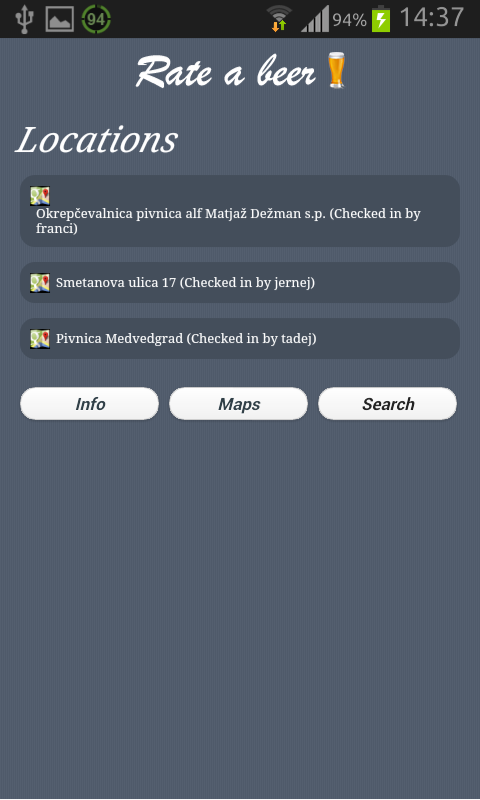 94
94%
14:37
Rate a beer
Locations
Okrepčevalnica pivnica alf Matjaž Dežman s.p. (Checked in by
franci)
Smetanova ulica 17 (Checked in by jernej)
Pivnica Medvedgrad (Checked in by tadej)
Info
Maps
Search